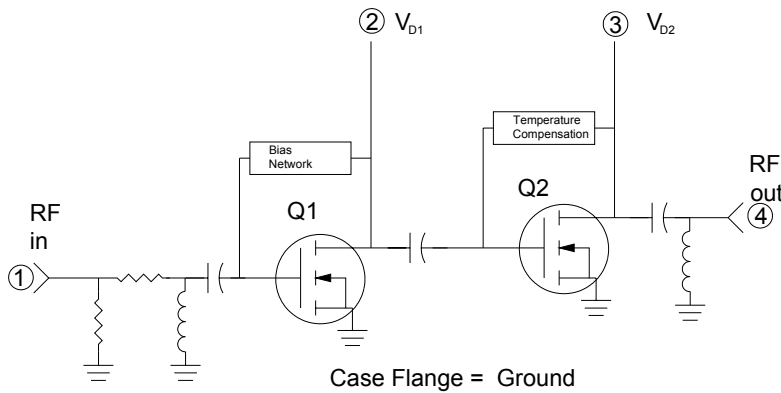 2 V_D1
3 V_D2
Bias
Network
Temperature
Compensation
Q1
Q2
RF
in
1
RF
out
4
Case Flange = Ground